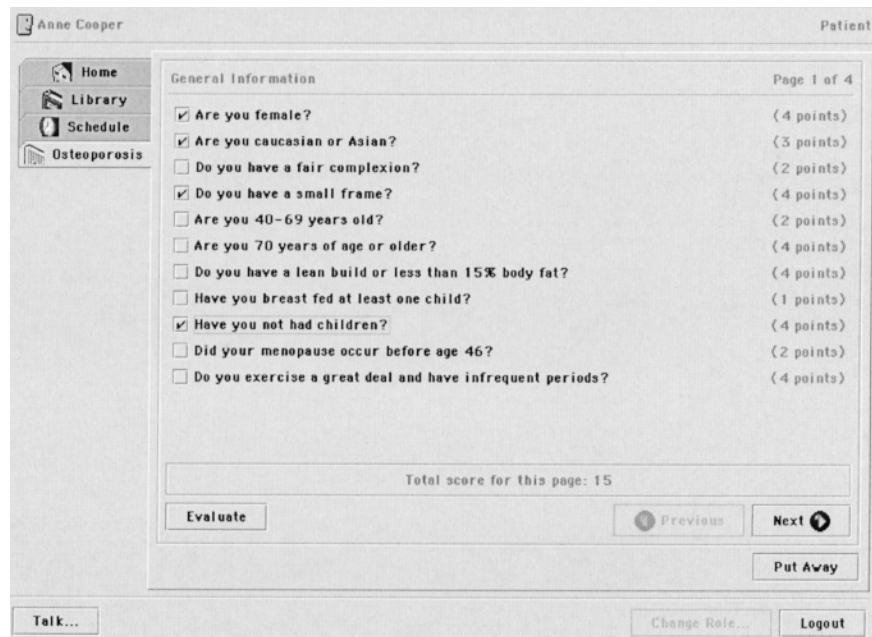 Anne Cooper Patient
Home
Library
Schedule
Osteoporosis
General Information Page 1 of 4
Are you female? (4 points)
Are you caucasian or Asian? (3 points)
Do you have a fair complexion? (2 points)
Do you have a small frame? (4 points)
Are you 40-69 years old? (2 points)
Are you 70 years of age or older? (4 points)
Do you have a lean build or less than 15% body fat? (4 points)
Have you breast fed at least one child? (1 points)
Have you not had children? (4 points)
Did your menopause occur before age 46? (2 points)
Do you exercise a great deal and have infrequent periods? (4 points)
Total score for this page: 15
Evaluate Previous Next
Put Away
Talk... Change Role... Logout